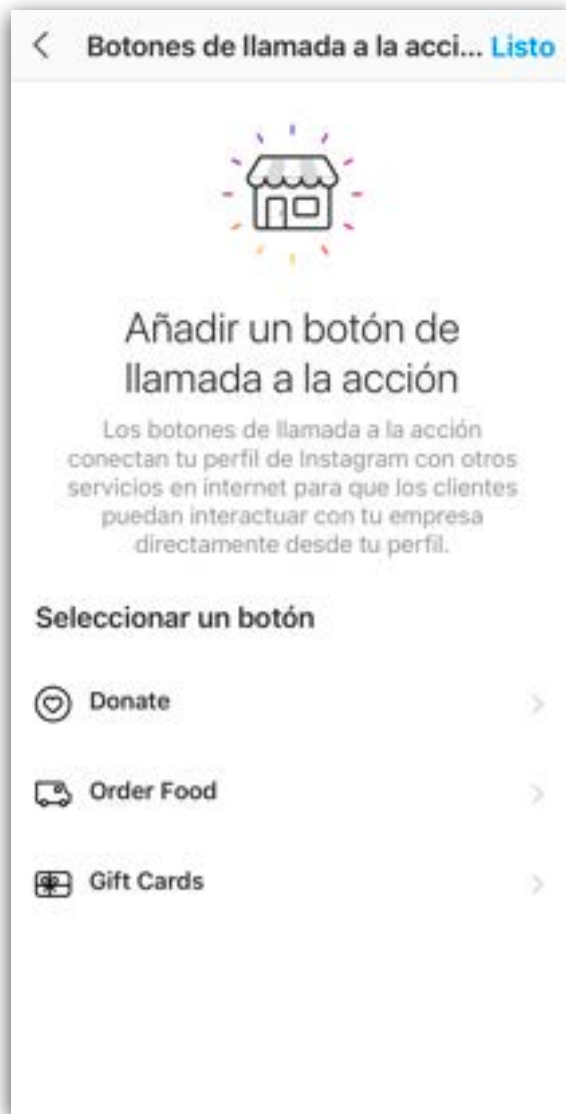 Botones de llamada a la acci... Listo
Añadir un botón de
llamada a la acción
Los botones de llamada a la acción
conectan tu perfil de Instagram con otros
servicios en internet para que los clientes
puedan interactuar con tu empresa
directamente desde tu perfil.
Seleccionar un botón
Donate
Order Food
Gift Cards